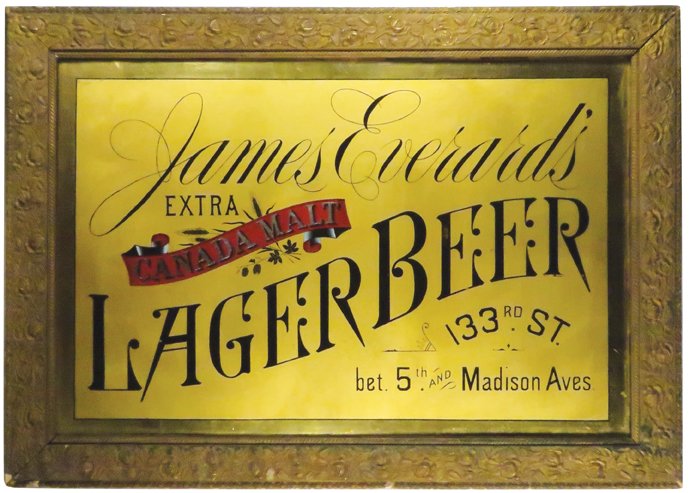 James Everard's
EXTRA
CANADA MALT
LAGER BEER
133RD. ST.
bet. 5th. AND Madison Aves.